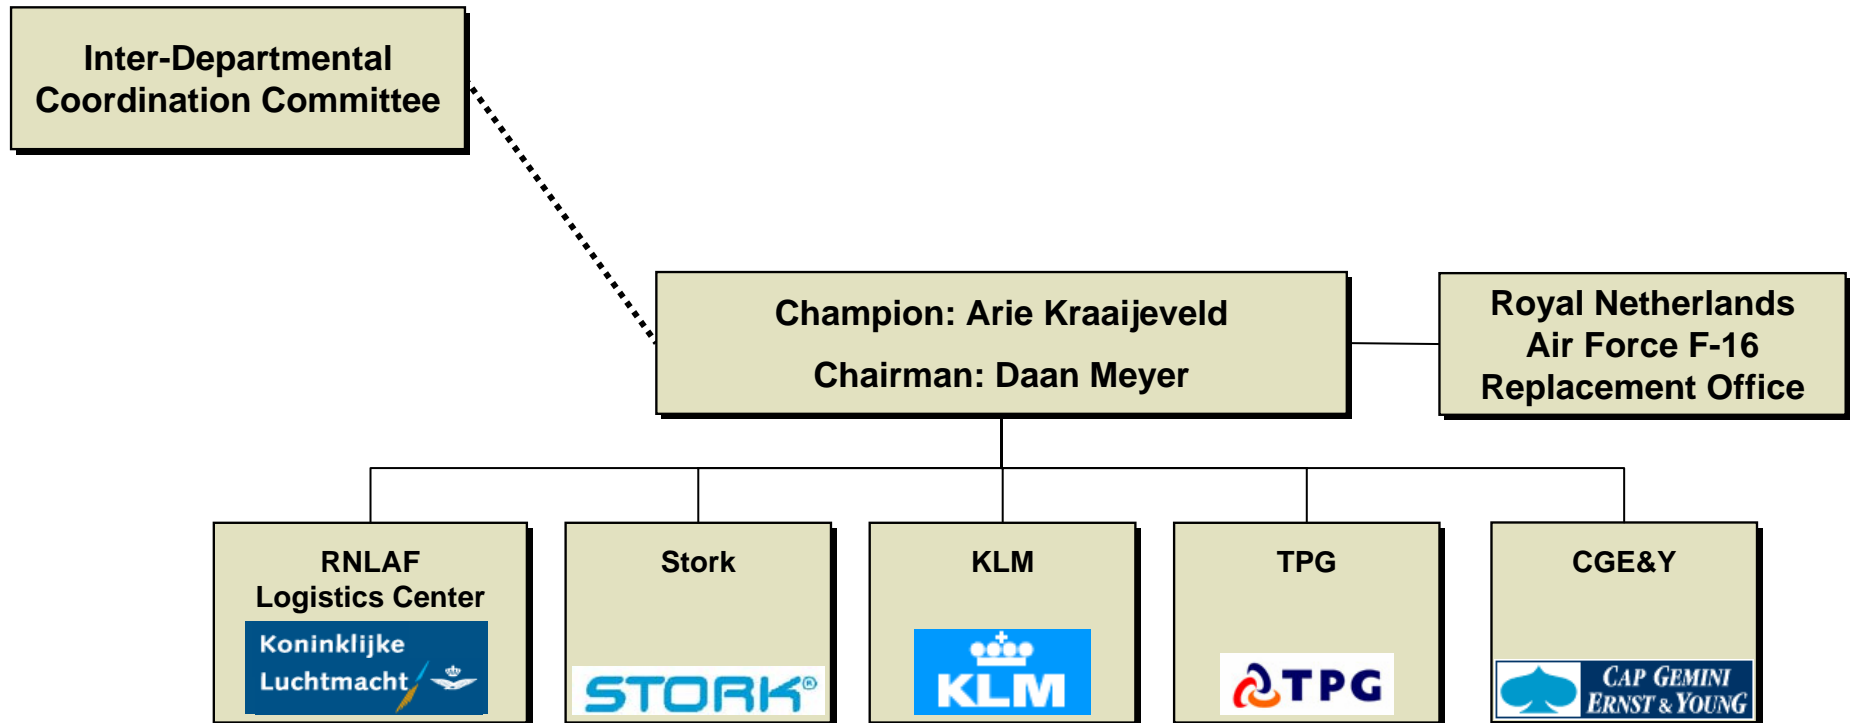 Inter-Departmental
Coordination Committee
Champion: Arie Kraaijeveld
Chairman: Daan Meyer
Royal Netherlands
Air Force F-16
Replacement Office
RNLAF
Logistics Center
Koninklijke
Luchtmacht
Stork
STORK®
KLM
KLM
TPG
TPG
CGE&Y
CAP GEMINI
ERNST & YOUNG